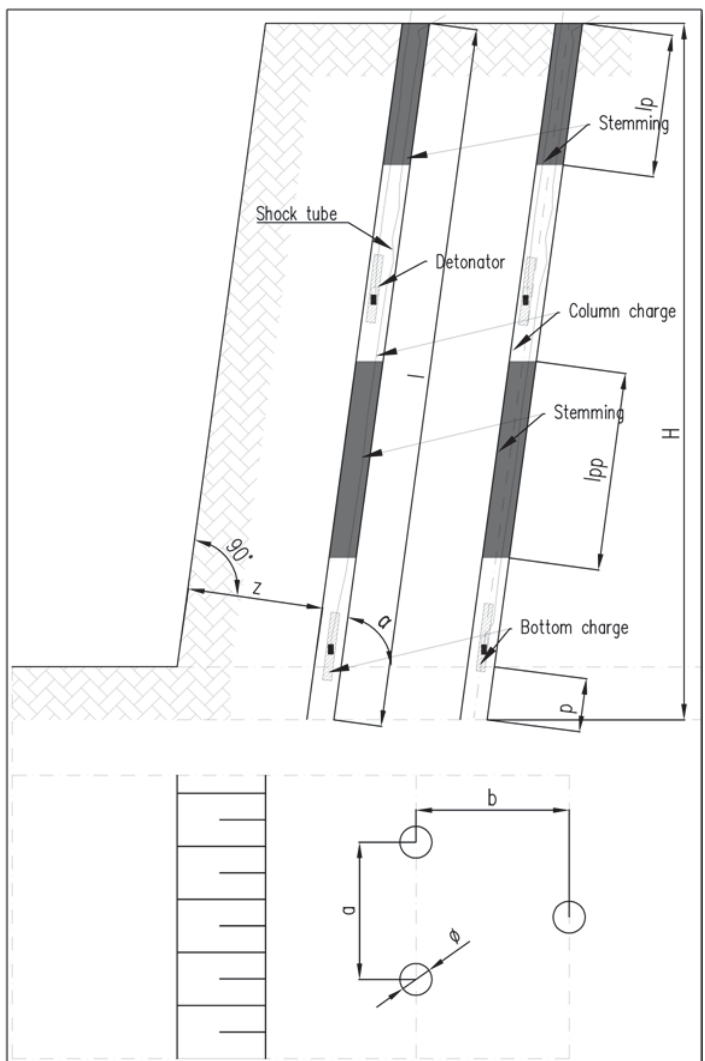 lp
Stemming
Shock tube
Detonator
Column charge
l
H
Stemming
lpp
90°
z
α
Bottom charge
p
b
a
ø